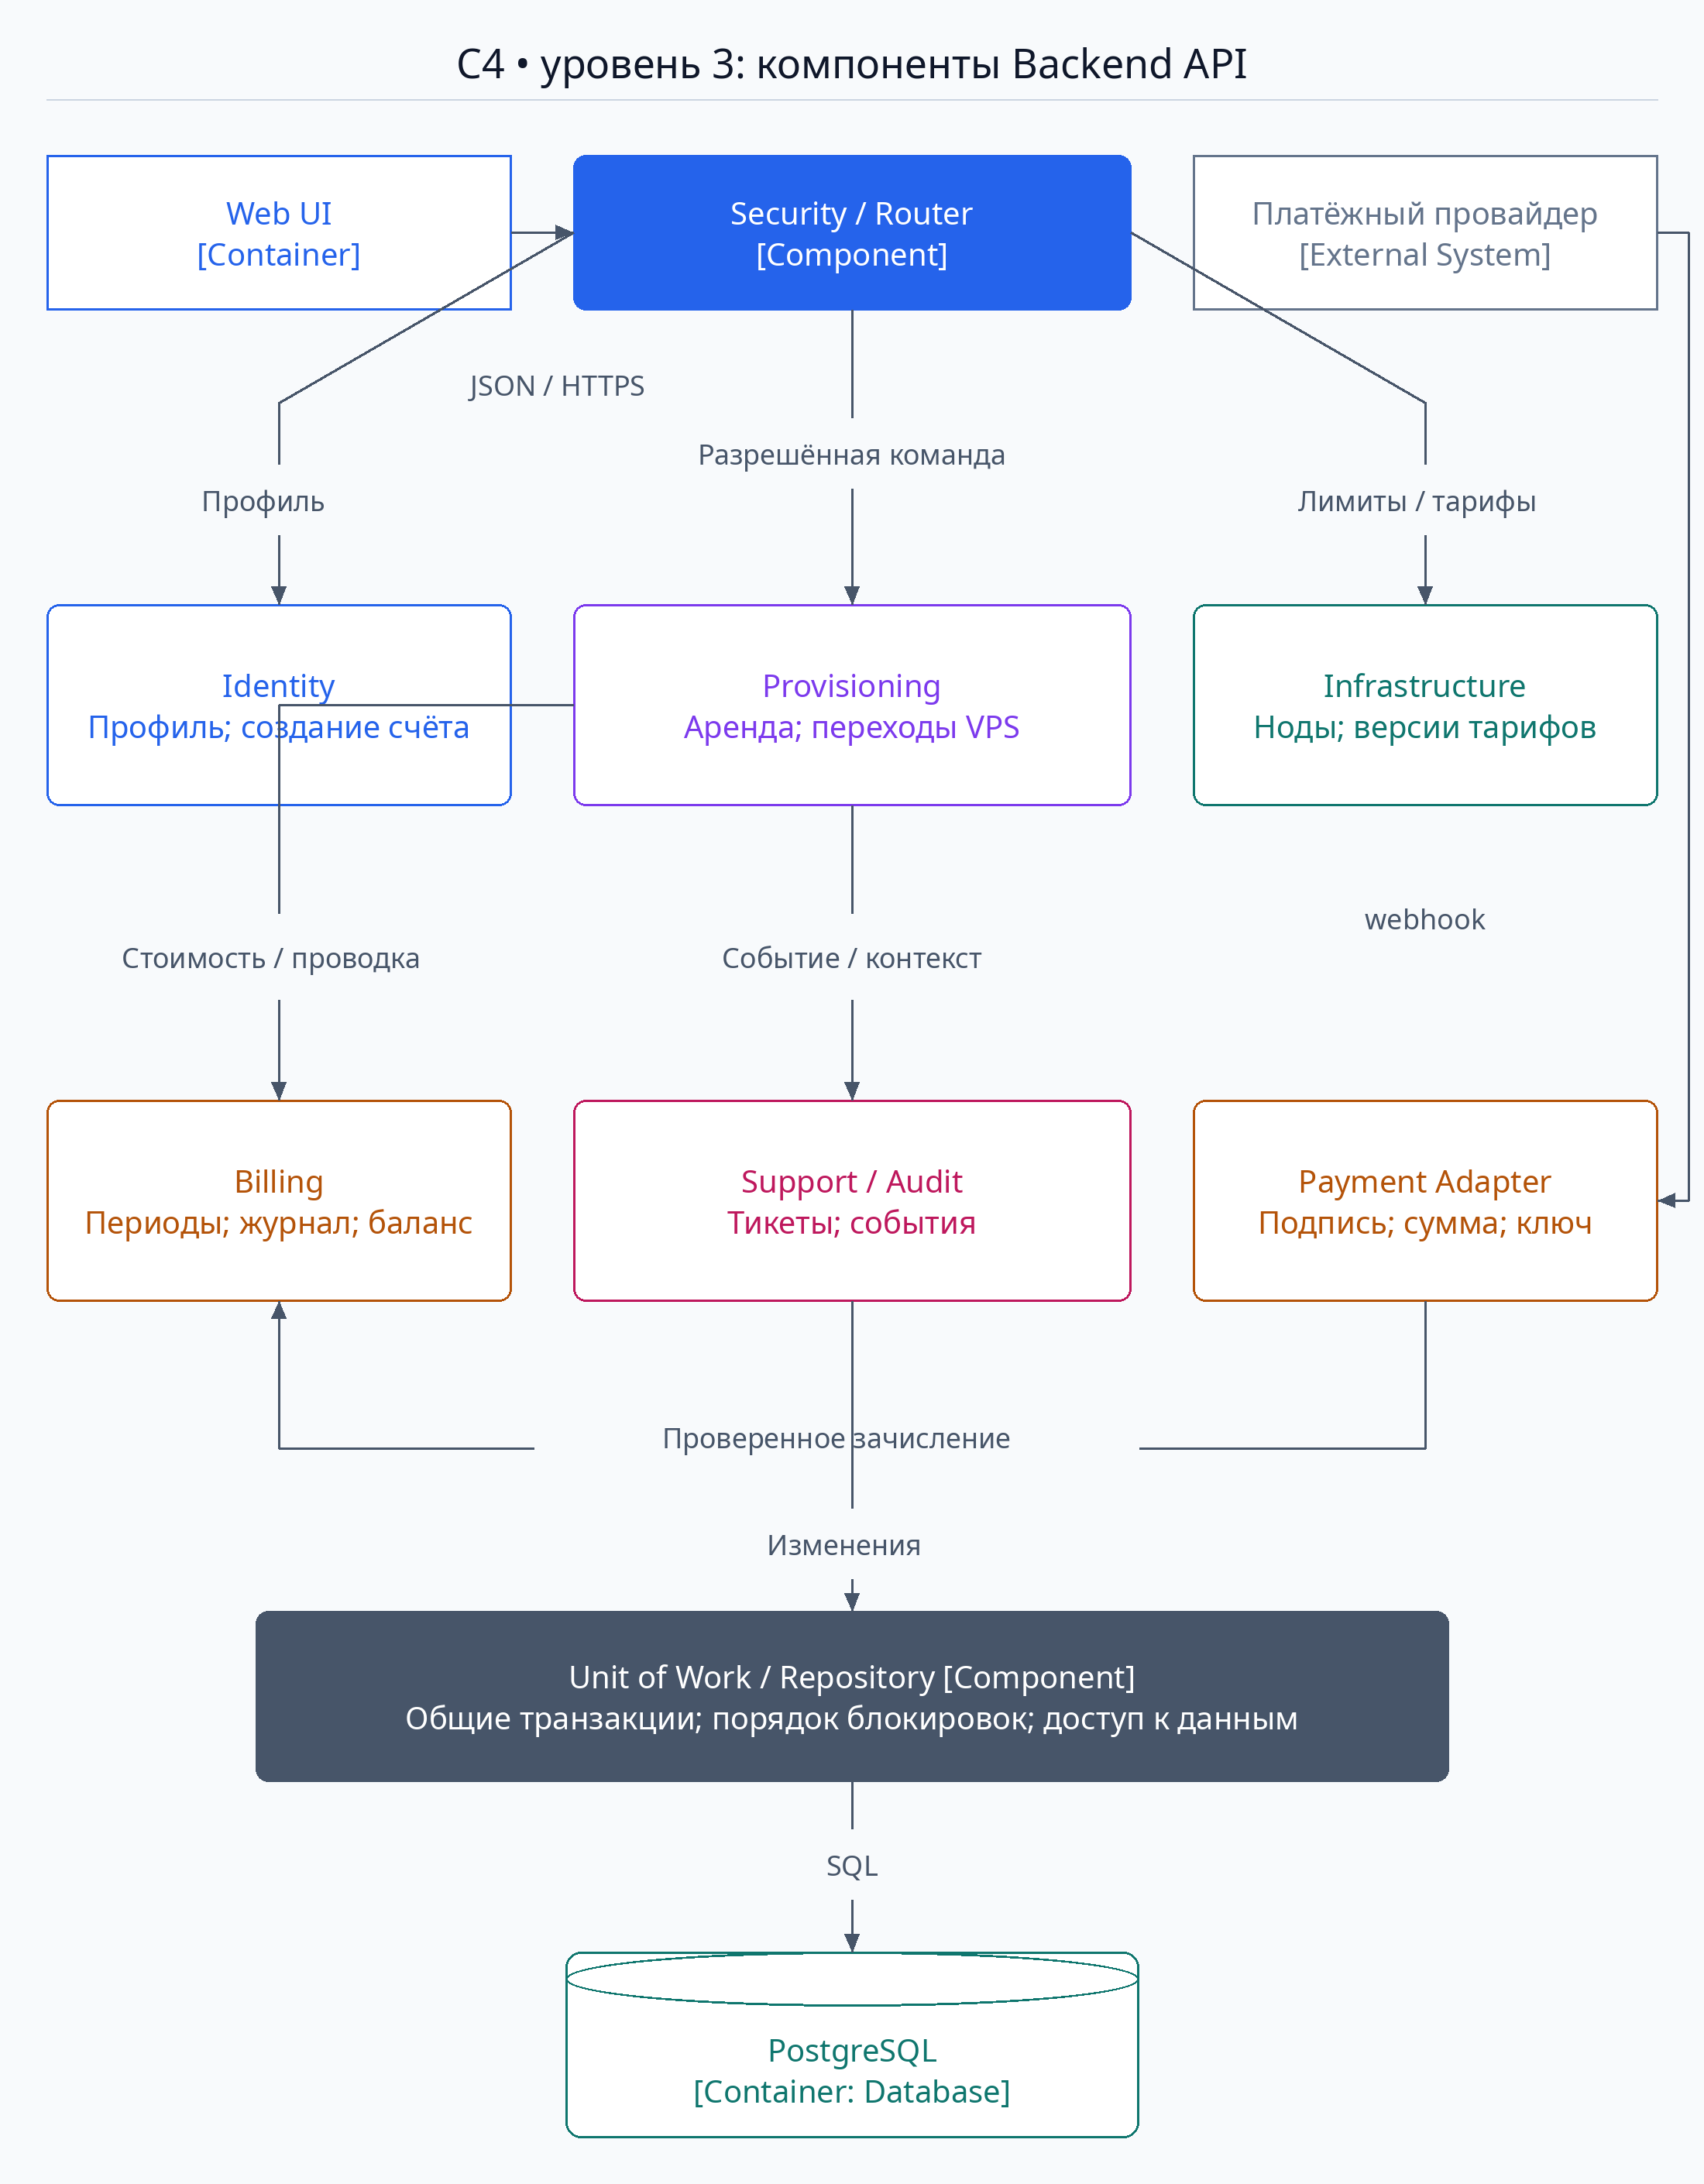 C4 • уровень 3: компоненты Backend API
Web UI
[Container]
Security / Router
[Component]
Платёжный провайдер
[External System]
JSON / HTTPS
Разрешённая команда
Профиль
Лимиты / тарифы
Identity
Профиль; создание счёта
Provisioning
Аренда; переходы VPS
Infrastructure
Ноды; версии тарифов
webhook
Стоимость / проводка
Событие / контекст
Billing
Периоды; журнал; баланс
Support / Audit
Тикеты; события
Payment Adapter
Подпись; сумма; ключ
Проверенное зачисление
Изменения
Unit of Work / Repository [Component]
Общие транзакции; порядок блокировок; доступ к данным
SQL
PostgreSQL
[Container: Database]